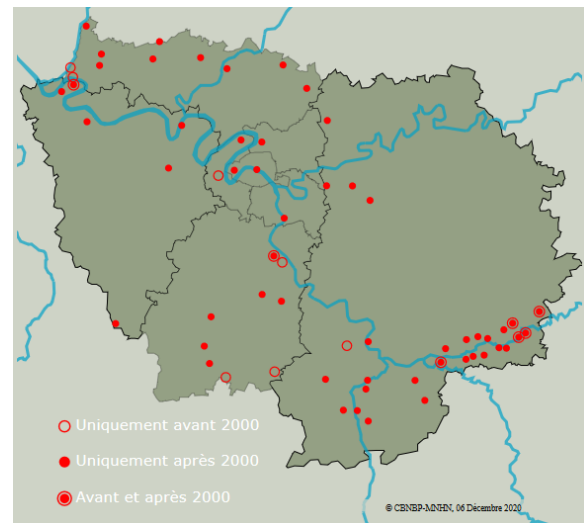 Uniquement avant 2000
Uniquement après 2000
Avant et après 2000
© CBNBP-MNHN, 06 Décembre 2020